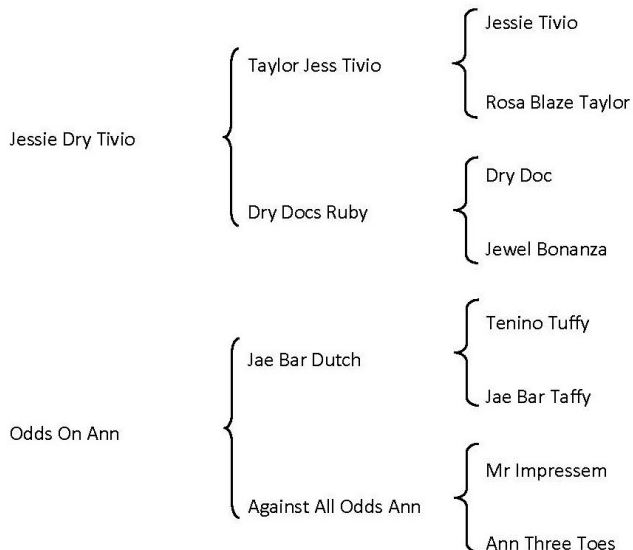 Jessie Tivio
Taylor Jess Tivio
Rosa Blaze Taylor
Jessie Dry Tivio
Dry Doc
Dry Docs Ruby
Jewel Bonanza
Tenino Tuffy
Jae Bar Dutch
Jae Bar Taffy
Odds On Ann
Mr Impressem
Against All Odds Ann
Ann Three Toes